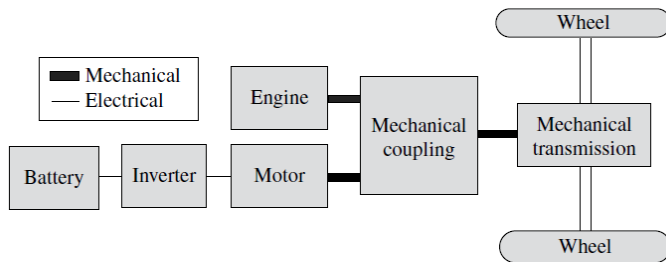 Wheel
Mechanical
Electrical
Engine
Mechanical
coupling
Mechanical
transmission
Battery
Inverter
Motor
Wheel